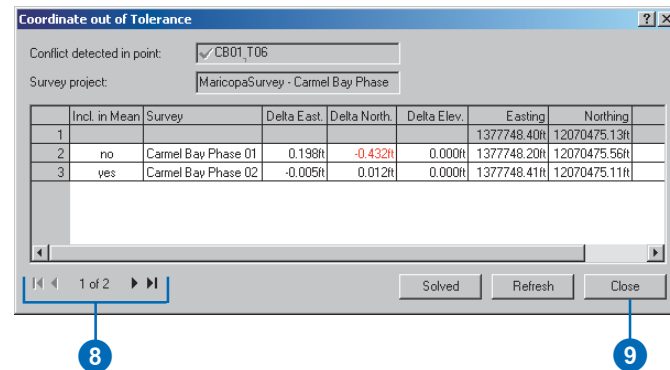 Coordinate out of Tolerance
Conflict detected in point: CB01_T06
Survey project: MaricopaSurvey - Carmel Bay Phase
Incl. in Mean Survey Delta East. Delta North. Delta Elev. Easting Northing
1 1377748.40ft 12070475.13ft
2 no Carmel Bay Phase 01 0.198ft -0.432ft 0.000ft 1377748.20ft 12070475.56ft
3 yes Carmel Bay Phase 02 -0.005ft 0.012ft 0.000ft 1377748.41ft 12070475.11ft
1 of 2 Solved Refresh Close
8 9